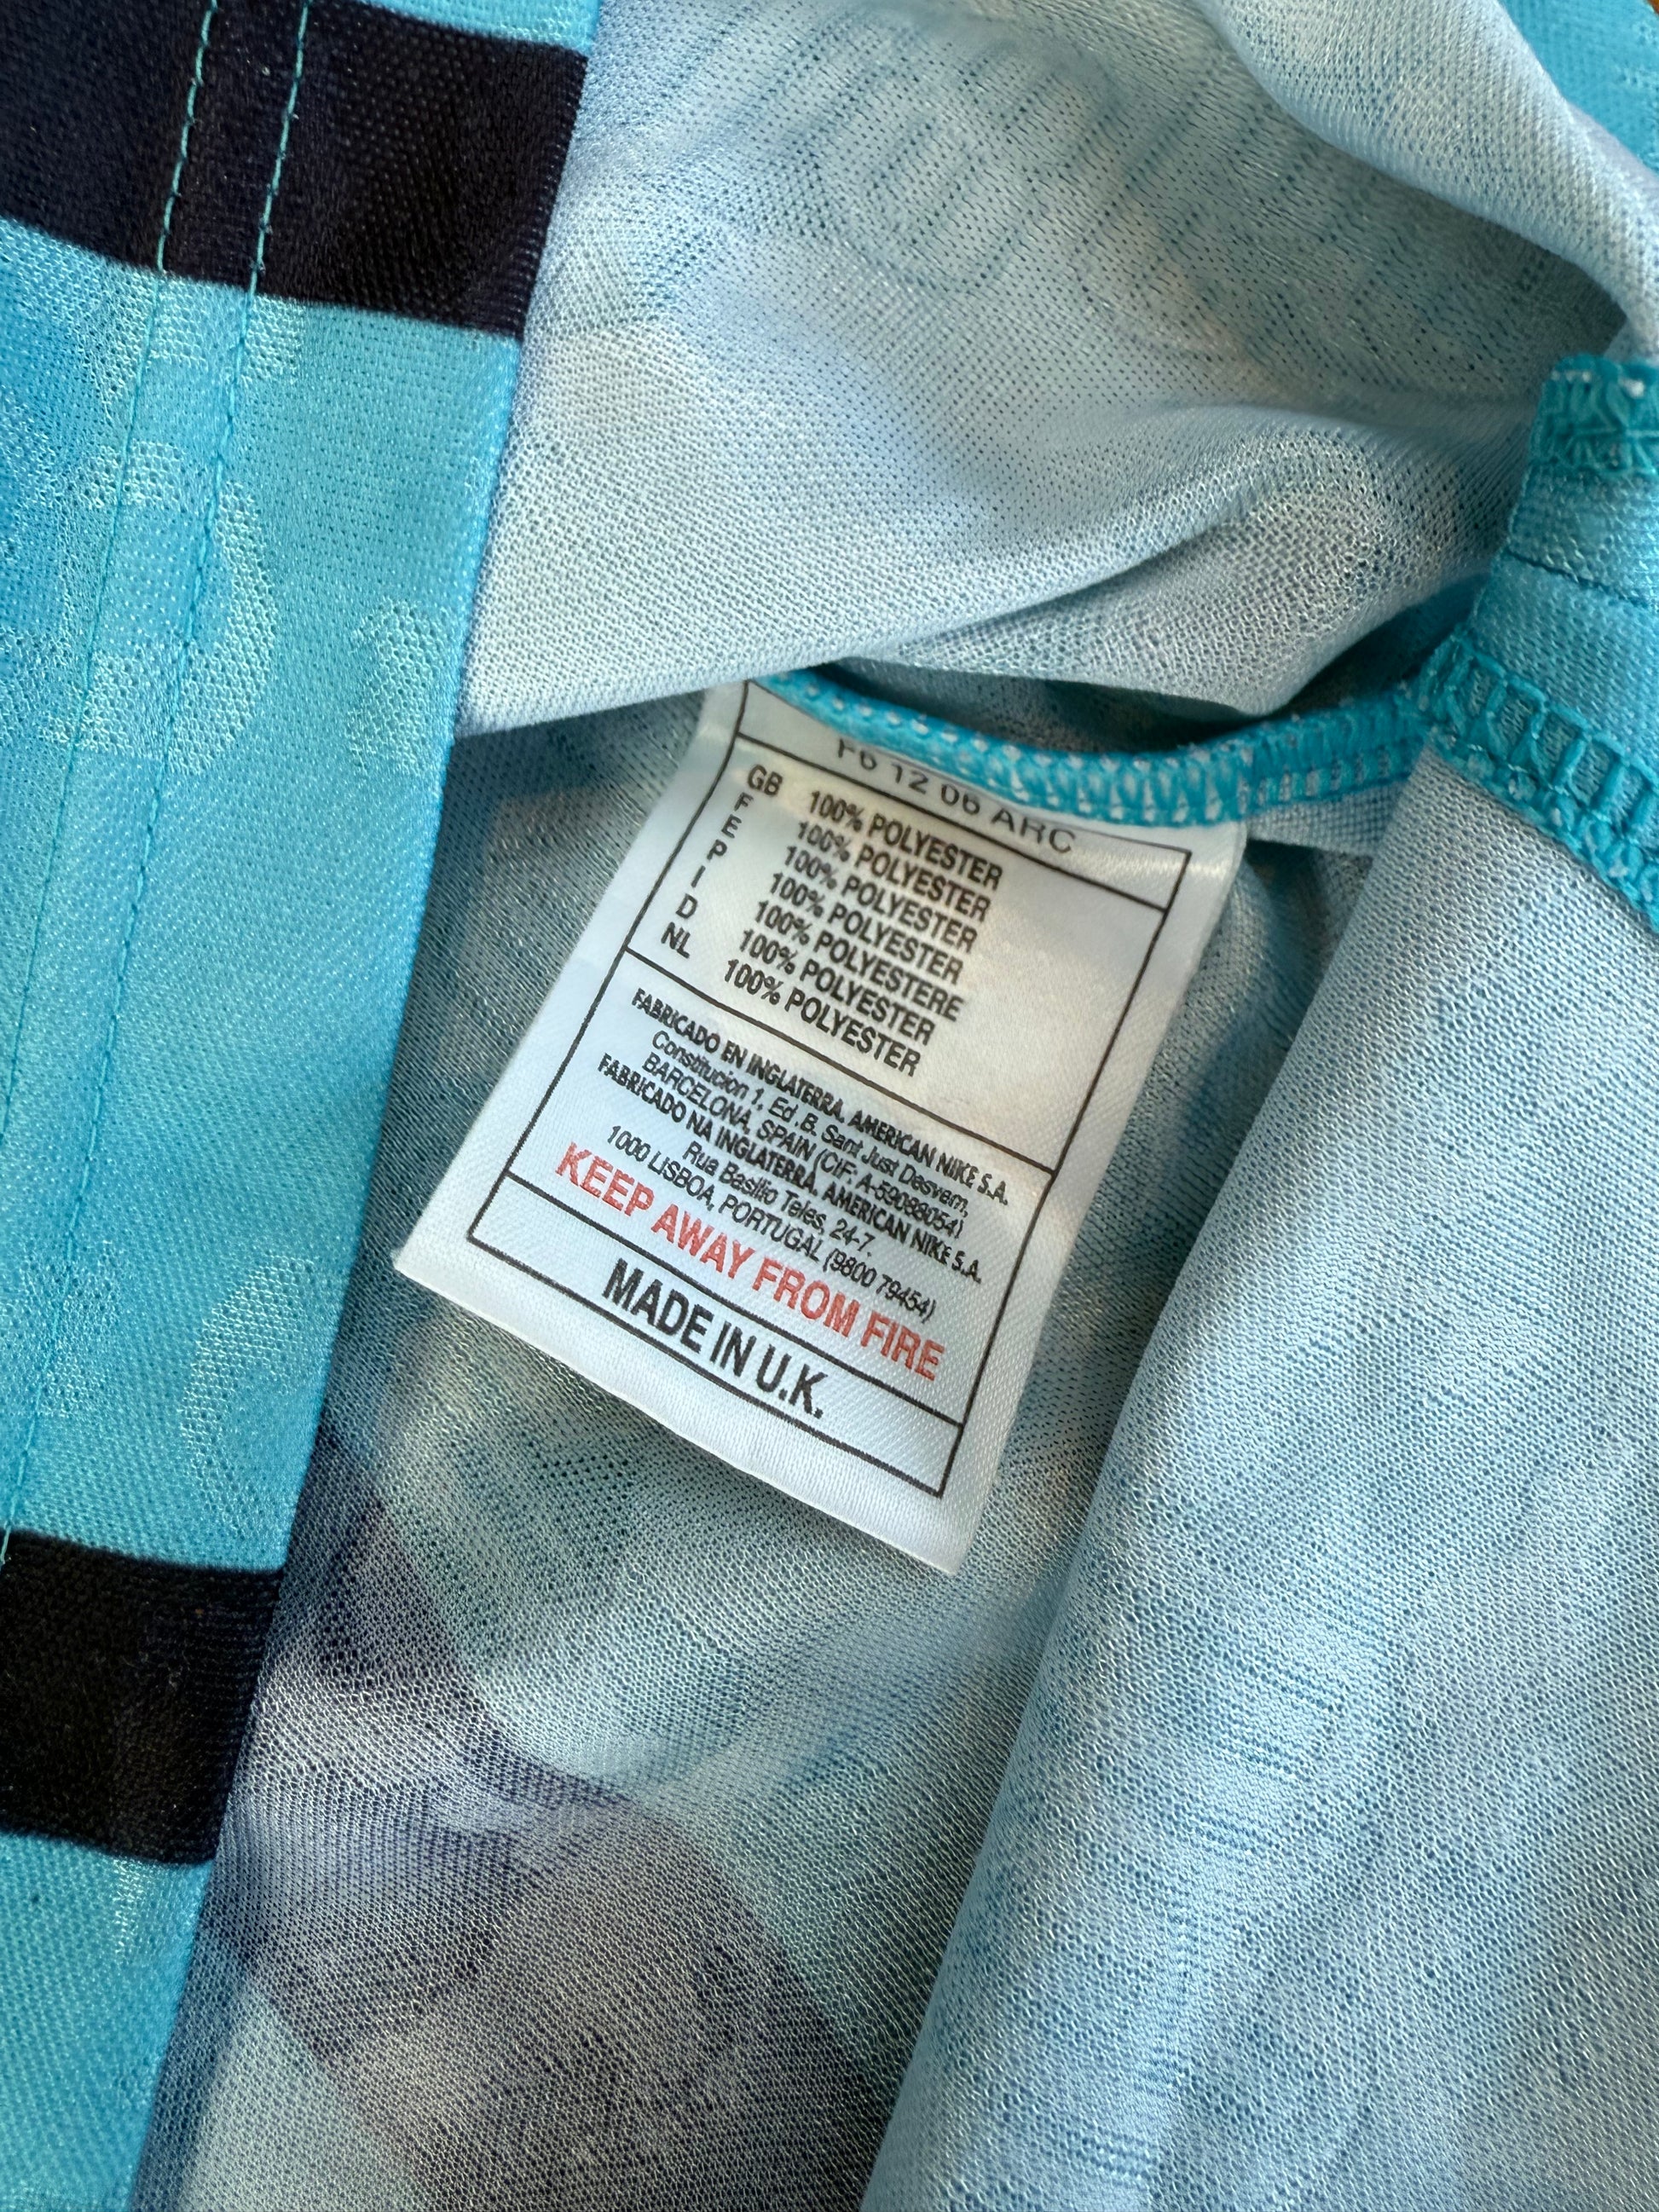 F6 12 06 ARC
GB 100% POLYESTER
F 100% POLYESTER
E 100% POLYESTER
P 100% POLYESTER
I 100% POLYESTERE
D 100% POLYESTER
NL 100% POLYESTER
FABRICADO EN INGLATERRA. AMERICAN NIKE S.A.
Constitucion 1. Ed. B. Sant Just Desvern,
BARCELONA, SPAIN (CIF: A-59088054)
FABRICADO NA INGLATERRA. AMERICAN NIKE S.A.
Rua Basilio Teles, 24-7,
1000 LISBOA, PORTUGAL (9800 79454)
KEEP AWAY FROM FIRE
MADE IN U.K.